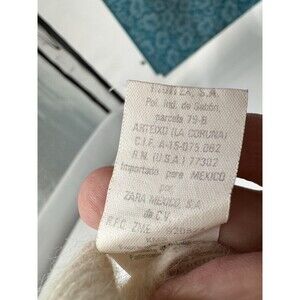 S.A.
Pol. Ind. de Sabón,
parcela 79-B
ARTEIXO (LA CORUÑA)
C.I.F. A-15-075.062
R.N. (U.S.A.) 77302
Importado para MEXICO
por
ZARA MEXICO, S.A.
de C.V.
R.F.C. ZME